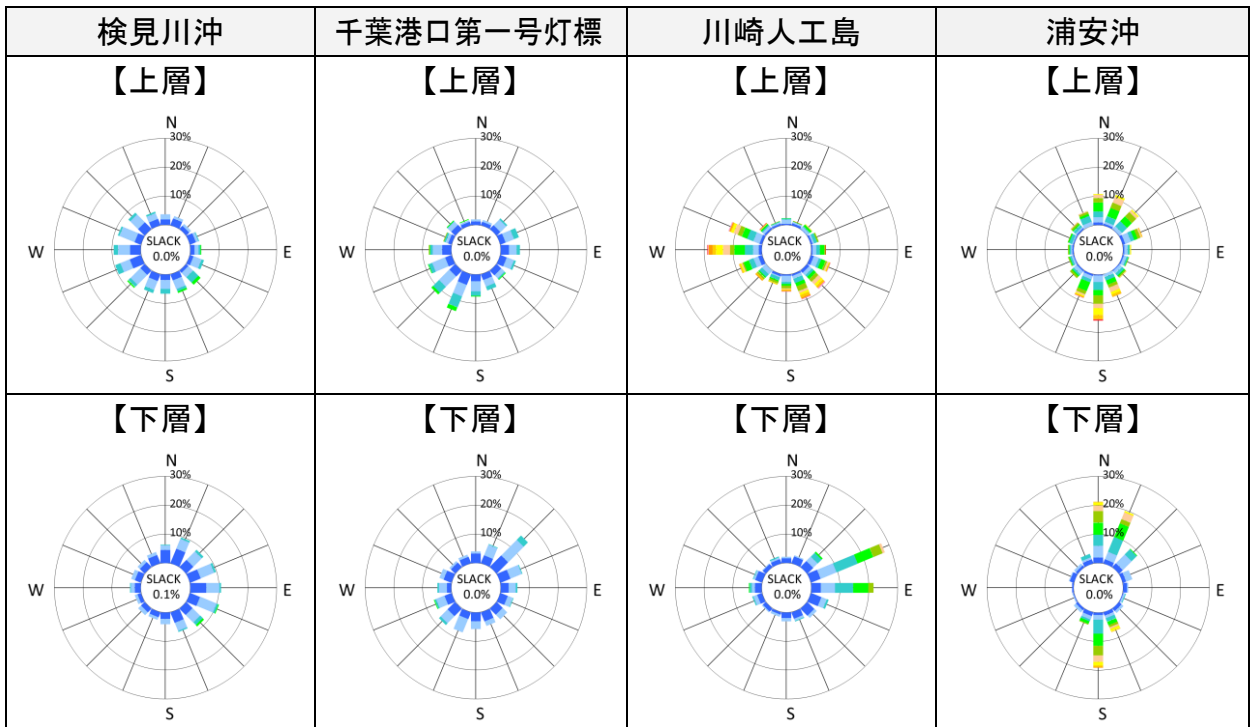 検見川沖 千葉港口第一号灯標 川崎人工島 浦安沖
【上層】 【上層】 【上層】 【上層】
N N N N
30% 30% 30% 30%
20% 20% 20% 20%
10% 10% 10% 10%
SLACK SLACK SLACK SLACK
W 0.0% E W 0.0% E W 0.0% E W 0.0% E
S S S S
【下層】 【下層】 【下層】 【下層】
N N N N
30% 30% 30% 30%
20% 20% 20% 20%
10% 10% 10% 10%
SLACK SLACK SLACK SLACK
W 0.1% E W 0.0% E W 0.0% E W 0.0% E
S S S S